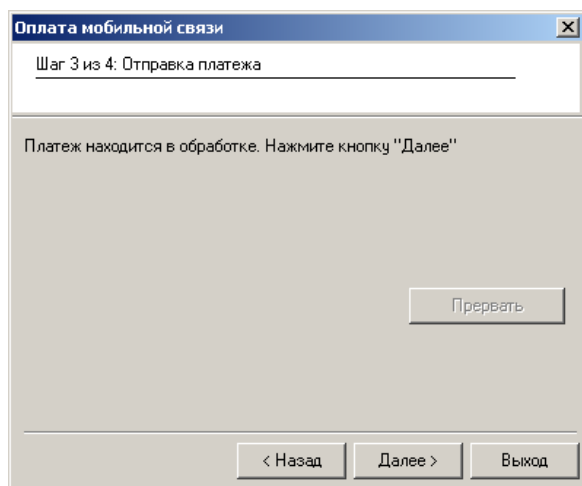 Оплата мобильной связи
Шаг 3 из 4: Отправка платежа
Платеж находится в обработке. Нажмите кнопку "Далее"
Прервать
< Назад
Далее >
Выход